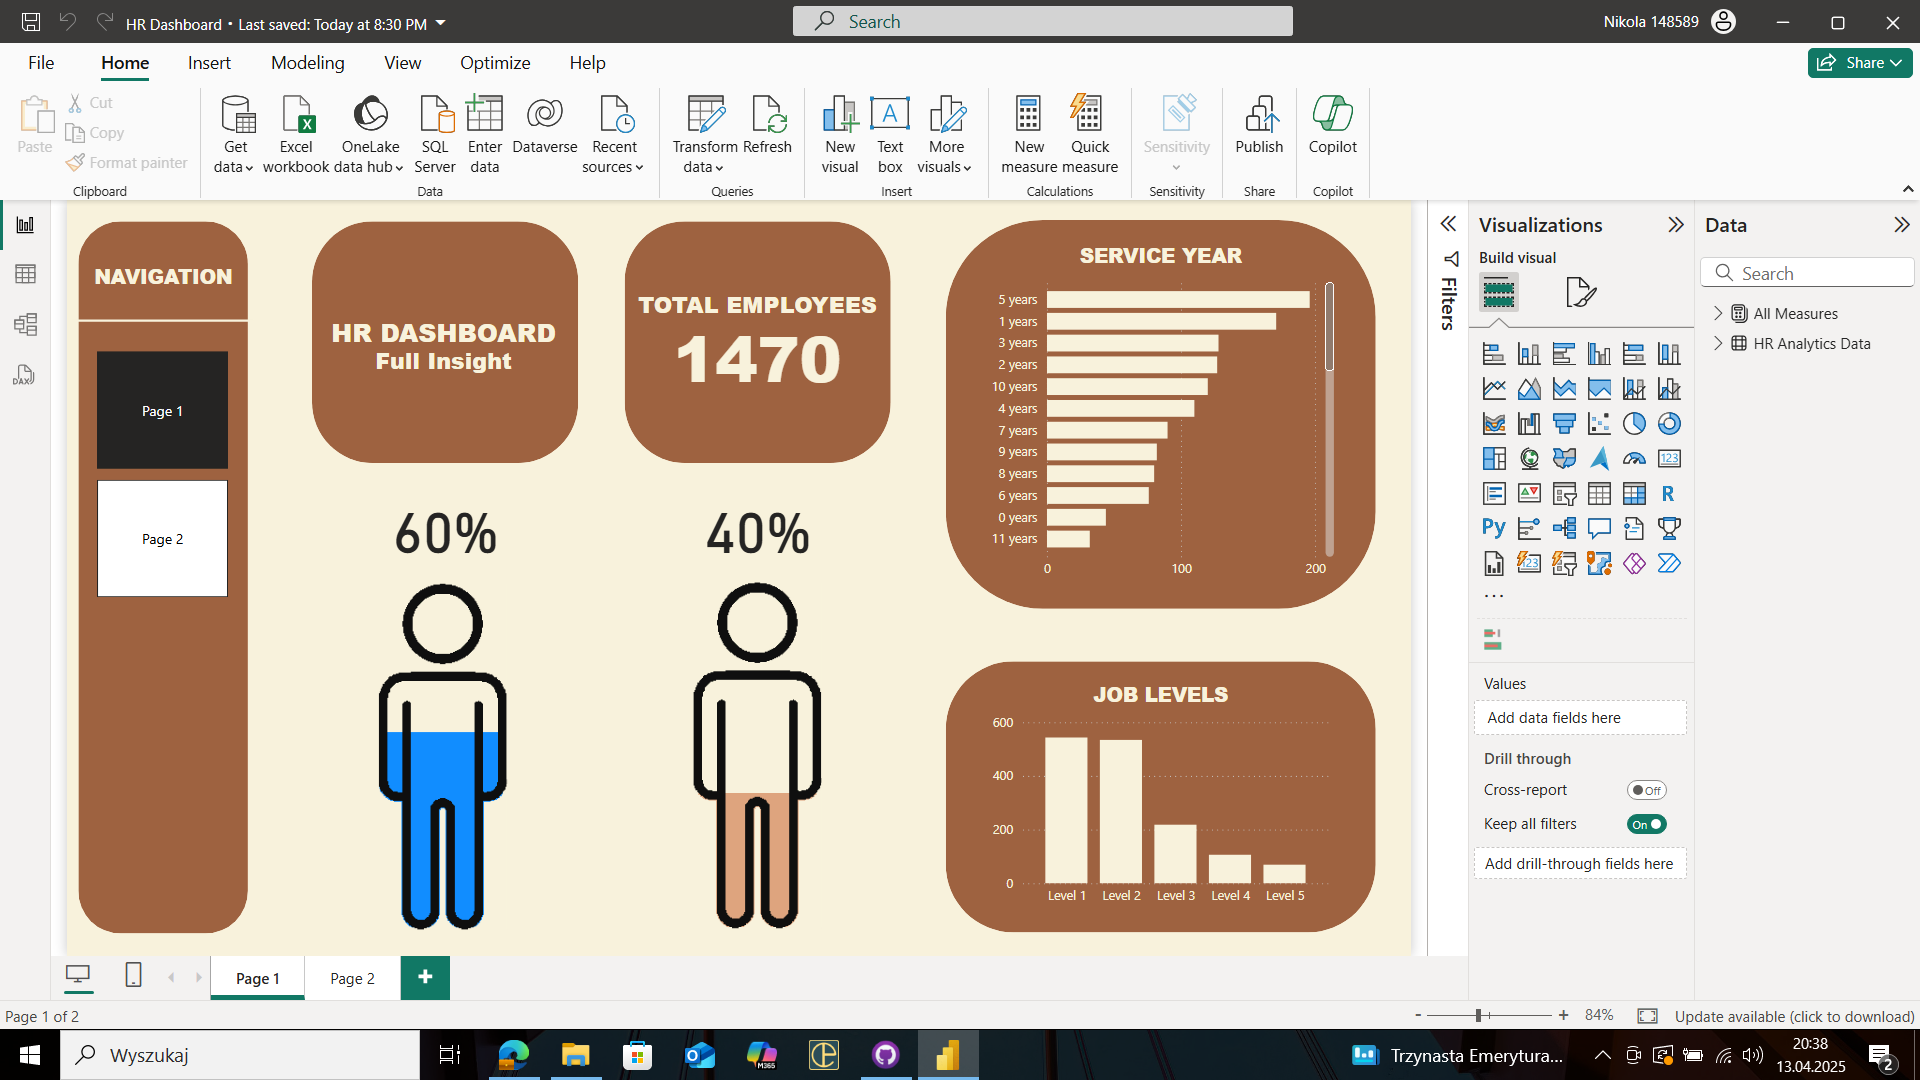 HR Dashboard • Last saved: Today at 8:30 PM
Search
Nikola 148589
File
Home
Insert
Modeling
View
Optimize
Help
Share
Paste
Cut
Copy
Format painter
Clipboard
Get data
Excel workbook
OneLake data hub
SQL Server
Enter data
Dataverse
Recent sources
Data
Transform data
Refresh
Queries
New visual
Text box
More visuals
Insert
New measure
Quick measure
Calculations
Sensitivity
Sensitivity
Publish
Share
Copilot
Copilot
NAVIGATION
Page 1
Page 2
HR DASHBOARD
Full Insight
TOTAL EMPLOYEES
1470
60%
40%
SERVICE YEAR
5 years
1 years
3 years
2 years
10 years
4 years
7 years
9 years
8 years
6 years
0 years
11 years
0
100
200
JOB LEVELS
600
400
200
0
Level 1
Level 2
Level 3
Level 4
Level 5
Filters
Visualizations
Build visual
123
R
Py
123
...
Values
Add data fields here
Drill through
Cross-report
Off
Keep all filters
On
Add drill-through fields here
Data
Search
All Measures
HR Analytics Data
DAX
Page 1
Page 2
+
Page 1 of 2
-
+
84%
Update available (click to download)
Wyszukaj
M365
Trzynasta Emerytura...
20:38
13.04.2025
2